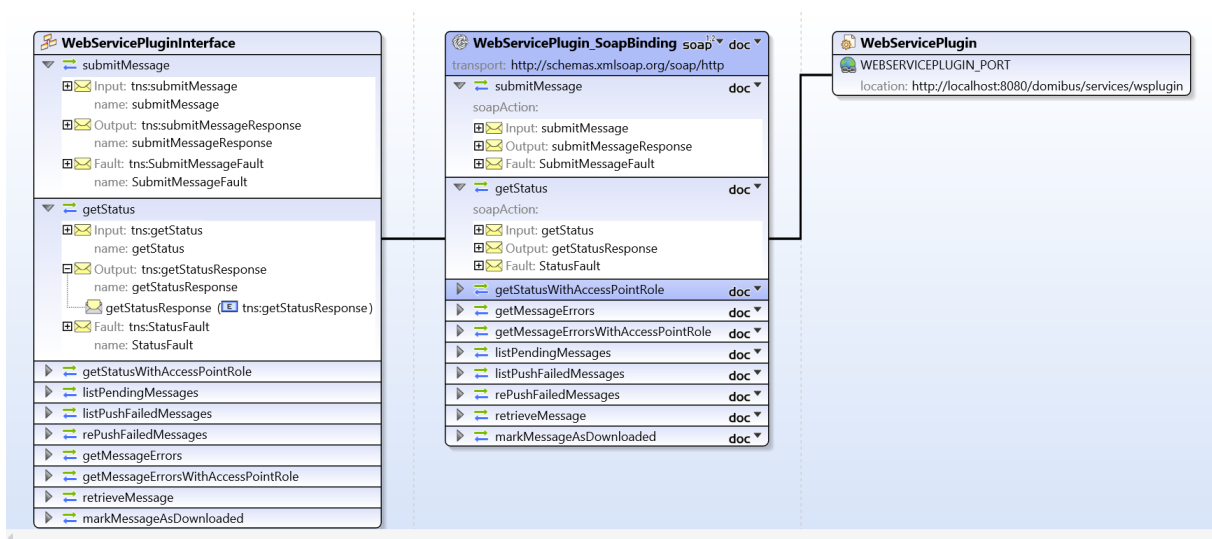 WebServicePluginInterface
submitMessage
Input: tns:submitMessage
name: submitMessage
Output: tns:submitMessageResponse
name: submitMessageResponse
Fault: tns:SubmitMessageFault
name: SubmitMessageFault
getStatus
Input: tns:getStatus
name: getStatus
Output: tns:getStatusResponse
name: getStatusResponse
getStatusResponse (E tns:getStatusResponse)
Fault: tns:StatusFault
name: StatusFault
getStatusWithAccessPointRole
listPendingMessages
listPushFailedMessages
rePushFailedMessages
getMessageErrors
getMessageErrorsWithAccessPointRole
retrieveMessage
markMessageAsDownloaded
WebServicePlugin_SoapBinding soap 1.2 doc
transport: http://schemas.xmlsoap.org/soap/http
submitMessage doc
soapAction:
Input: submitMessage
Output: submitMessageResponse
Fault: SubmitMessageFault
getStatus doc
soapAction:
Input: getStatus
Output: getStatusResponse
Fault: StatusFault
getStatusWithAccessPointRole doc
getMessageErrors doc
getMessageErrorsWithAccessPointRole doc
listPendingMessages doc
listPushFailedMessages doc
rePushFailedMessages doc
retrieveMessage doc
markMessageAsDownloaded doc
WebServicePlugin
WEBSERVICEPLUGIN_PORT
location: http://localhost:8080/domibus/services/wsplugin